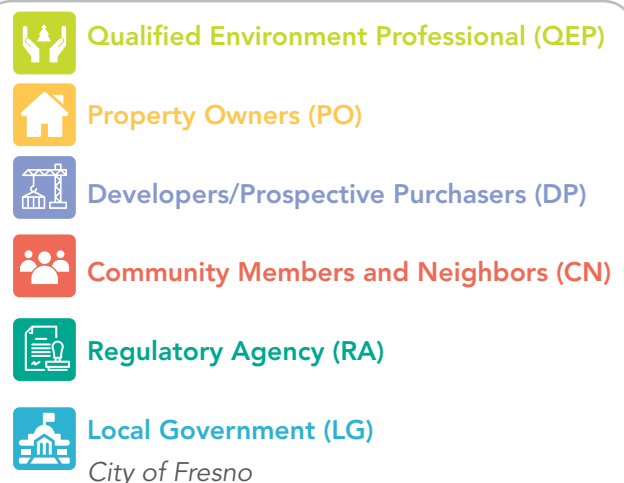 Qualified Environment Professional (QEP)
Property Owners (PO)
Developers/Prospective Purchasers (DP)
Community Members and Neighbors (CN)
Regulatory Agency (RA)
Local Government (LG)
City of Fresno